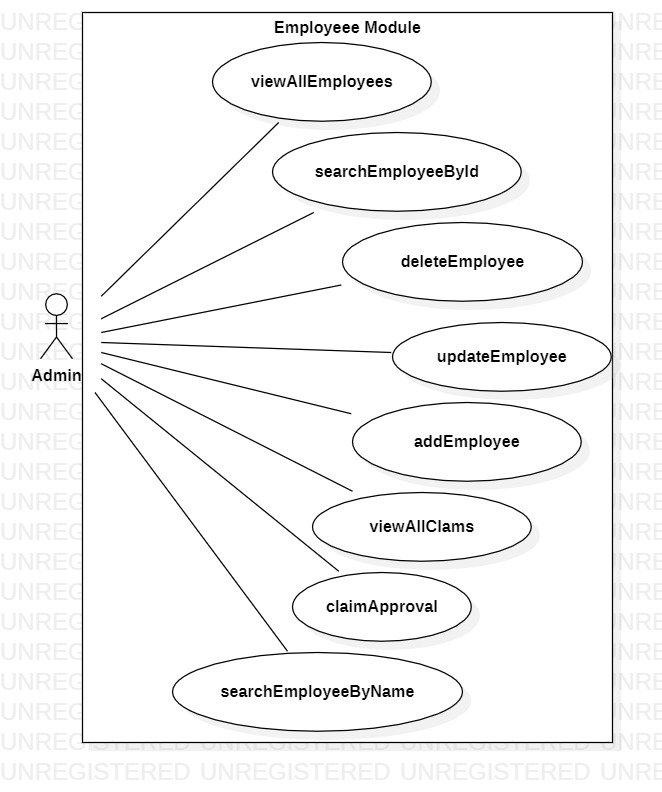 Employeee Module
viewAllEmployees
searchEmployeeById
deleteEmployee
Admin
updateEmployee
addEmployee
viewAllClams
claimApproval
searchEmployeeByName
UNREGISTERED UNREGISTERED UNREGISTERED UNRE